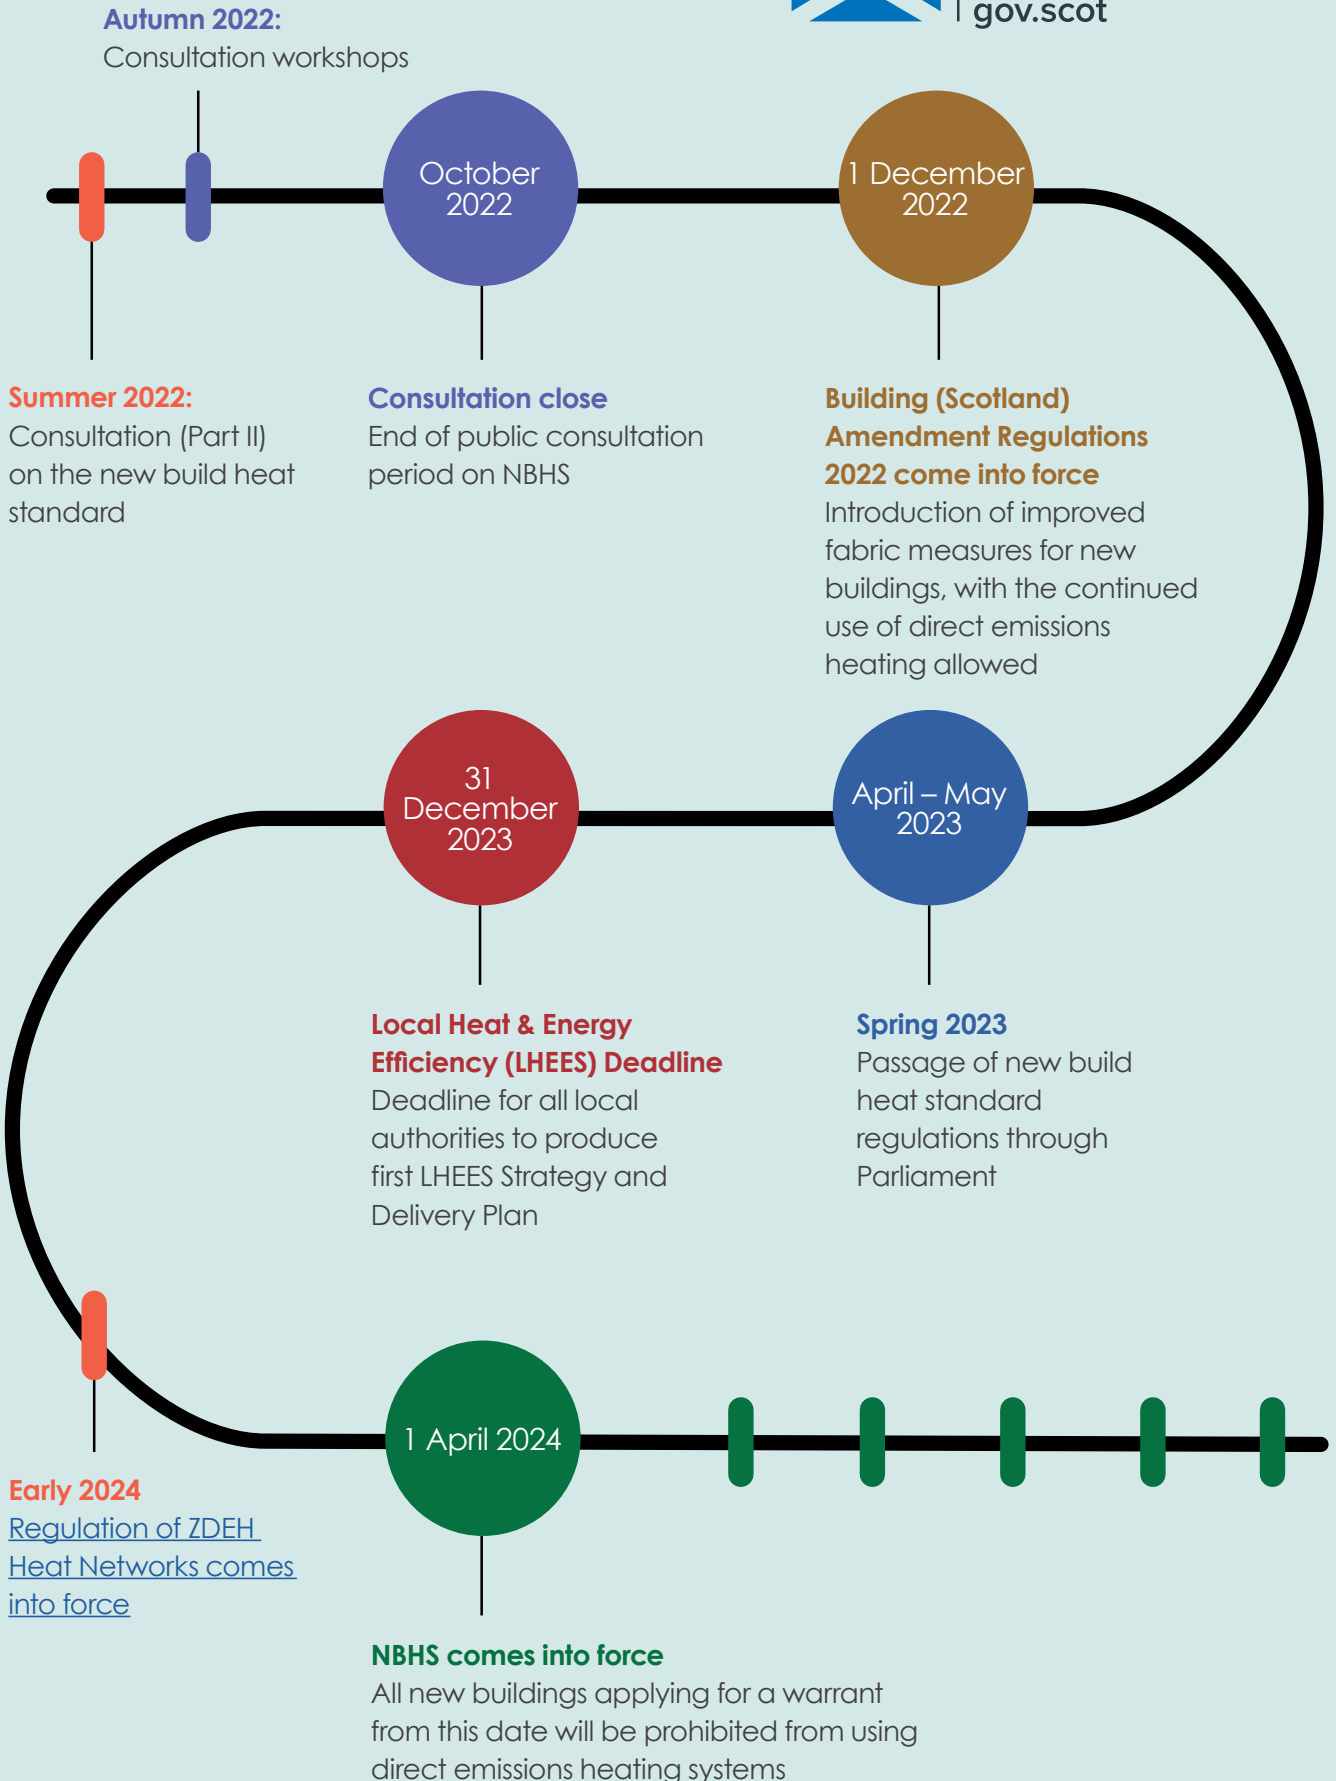 gov.scot
Autumn 2022:
Consultation workshops
October
2022
1 December
2022
Summer 2022:
Consultation (Part II)
on the new build heat
standard
Consultation close
End of public consultation
period on NBHS
Building (Scotland)
Amendment Regulations
2022 come into force
Introduction of improved
fabric measures for new
buildings, with the continued
use of direct emissions
heating allowed
April – May
2023
Spring 2023
Passage of new build
heat standard
regulations through
Parliament
31
December
2023
Local Heat & Energy
Efficiency (LHEES) Deadline
Deadline for all local
authorities to produce
first LHEES Strategy and
Delivery Plan
Early 2024
Regulation of ZDEH
Heat Networks comes
into force
1 April 2024
NBHS comes into force
All new buildings applying for a warrant
from this date will be prohibited from using
direct emissions heating systems